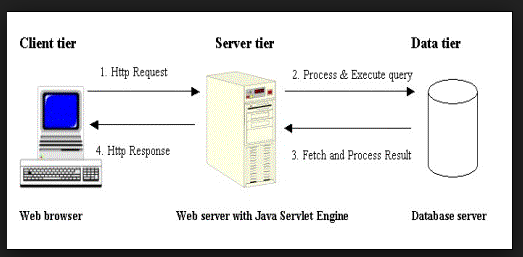 Client tier
Server tier
Data tier
1. Http Request
2. Process & Execute query
4. Http Response
3. Fetch and Process Result
Web browser
Web server with Java Servlet Engine
Database server